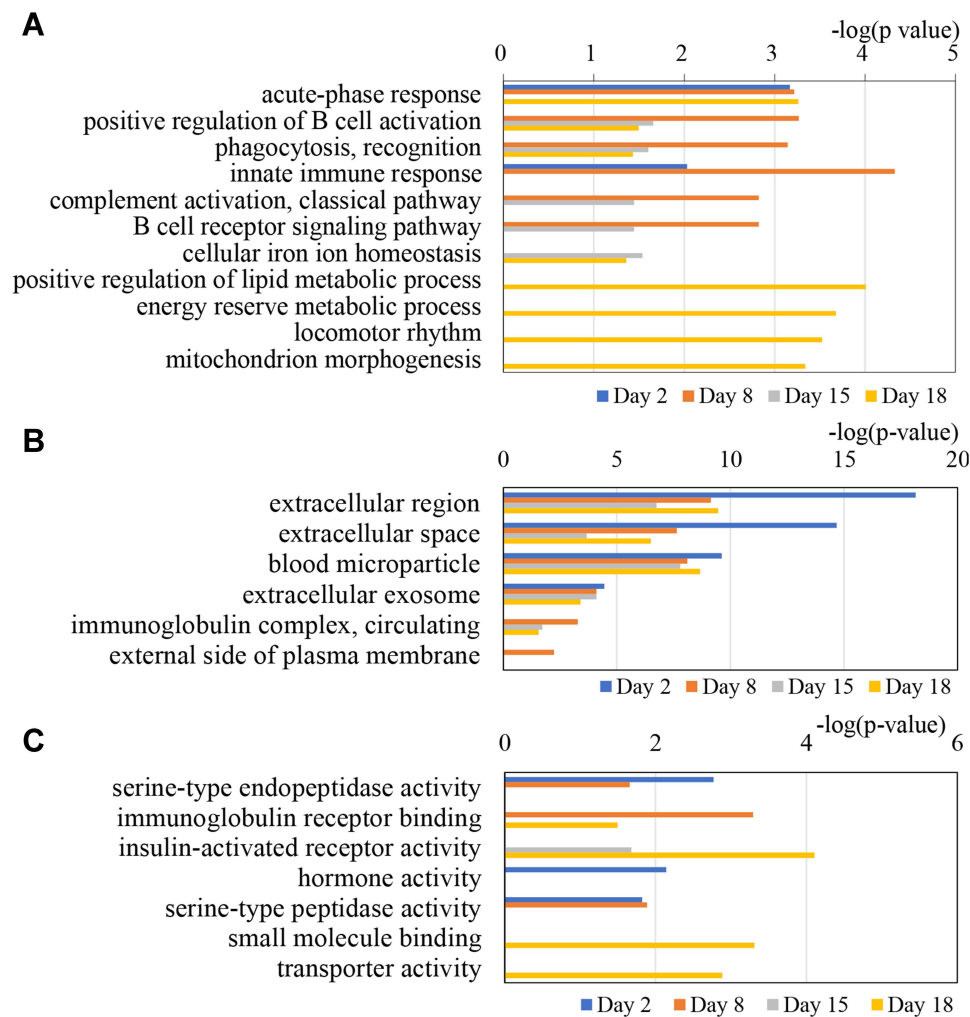 A
-log(p value)
0 1 2 3 4 5
acute-phase response
positive regulation of B cell activation
phagocytosis, recognition
innate immune response
complement activation, classical pathway
B cell receptor signaling pathway
cellular iron ion homeostasis
positive regulation of lipid metabolic process
energy reserve metabolic process
locomotor rhythm
mitochondrion morphogenesis
Day 2 Day 8 Day 15 Day 18
B
-log(p-value)
0 5 10 15 20
extracellular region
extracellular space
blood microparticle
extracellular exosome
immunoglobulin complex, circulating
external side of plasma membrane
Day 2 Day 8 Day 15 Day 18
C
-log(p-value)
0 2 4 6
serine-type endopeptidase activity
immunoglobulin receptor binding
insulin-activated receptor activity
hormone activity
serine-type peptidase activity
small molecule binding
transporter activity
Day 2 Day 8 Day 15 Day 18